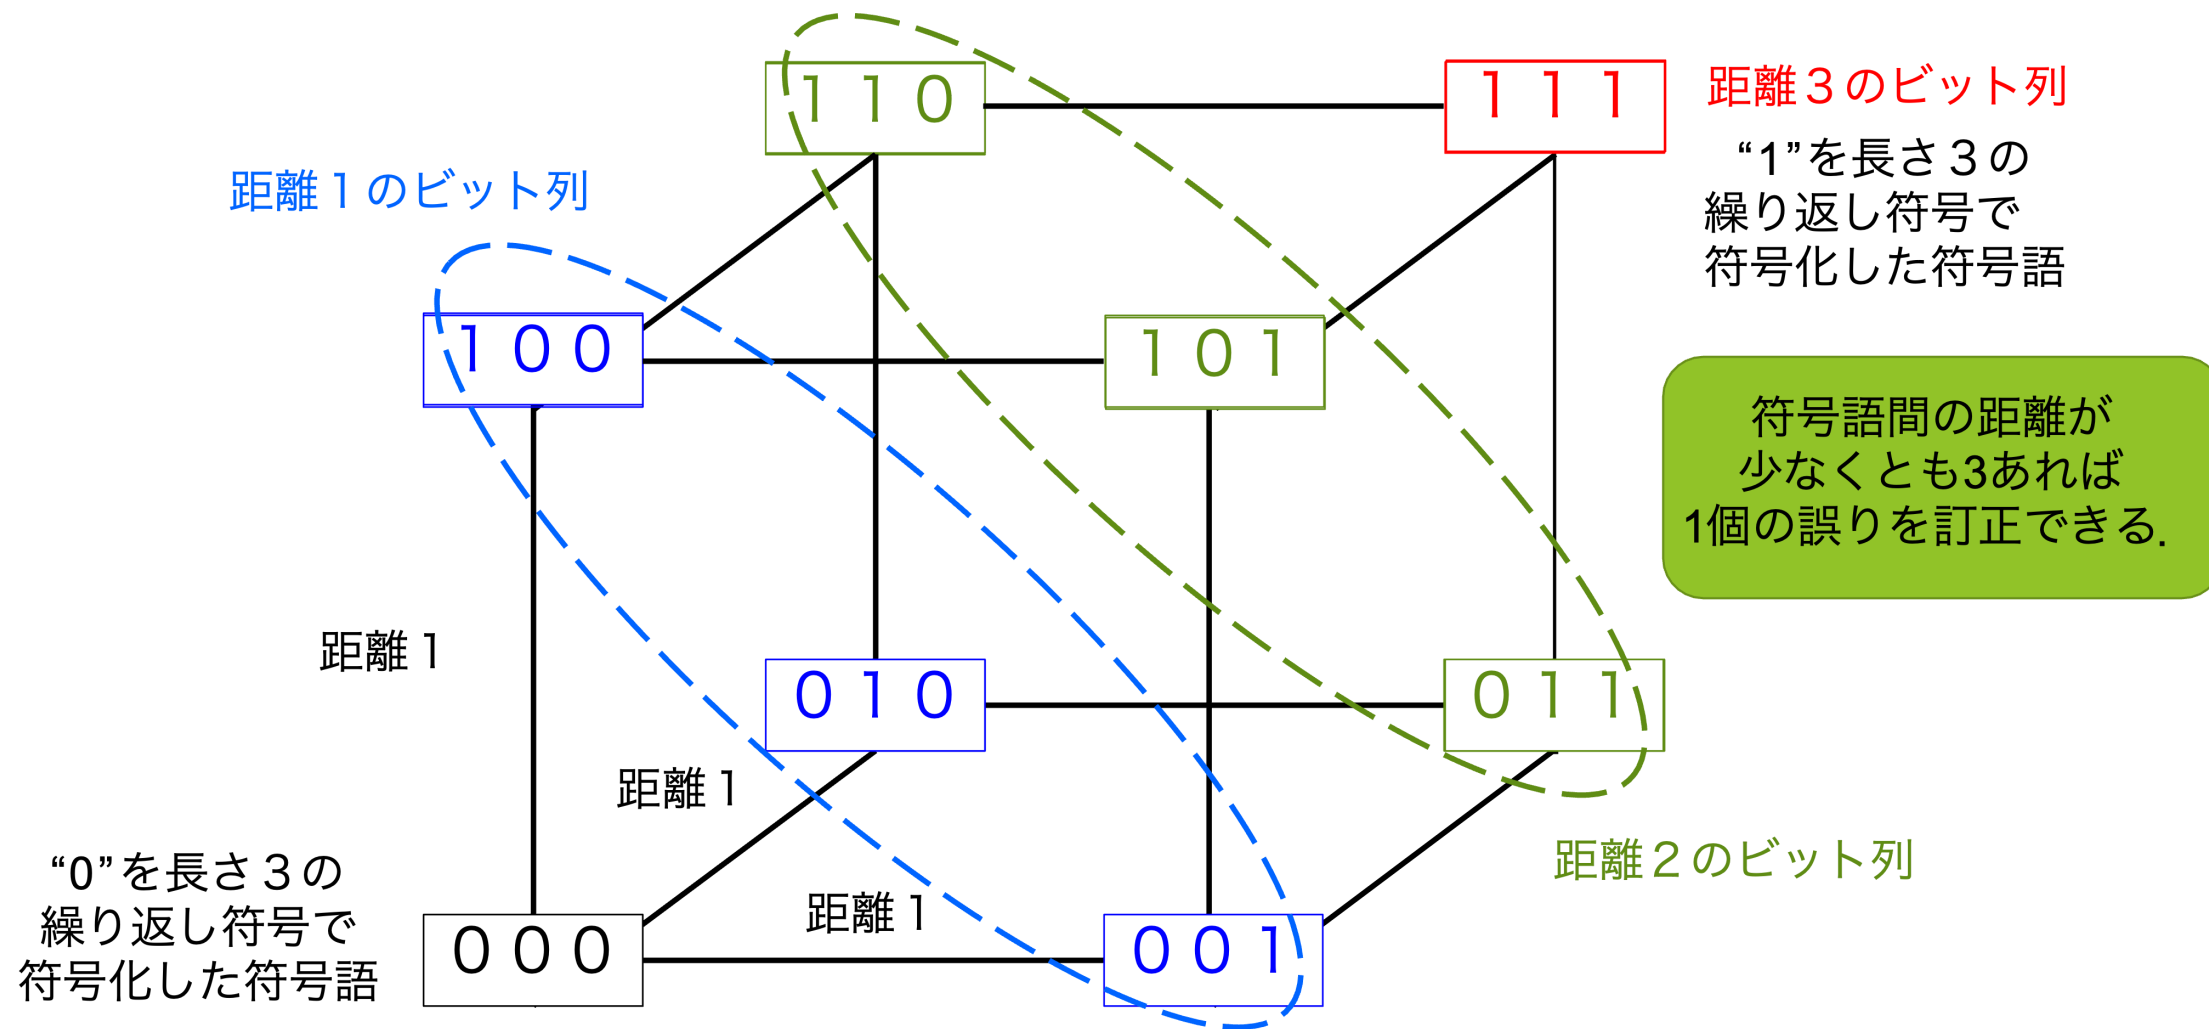 1 1 0
1 1 1
距離3のビット列
“1”を長さ3の
繰り返し符号で
符号化した符号語
距離1のビット列
1 0 0
1 0 1
符号語間の距離が
少なくとも3あれば
1個の誤りを訂正できる.
距離1
0 1 0
0 1 1
距離1
距離2のビット列
“0”を長さ3の
繰り返し符号で
符号化した符号語
0 0 0
距離1
0 0 1